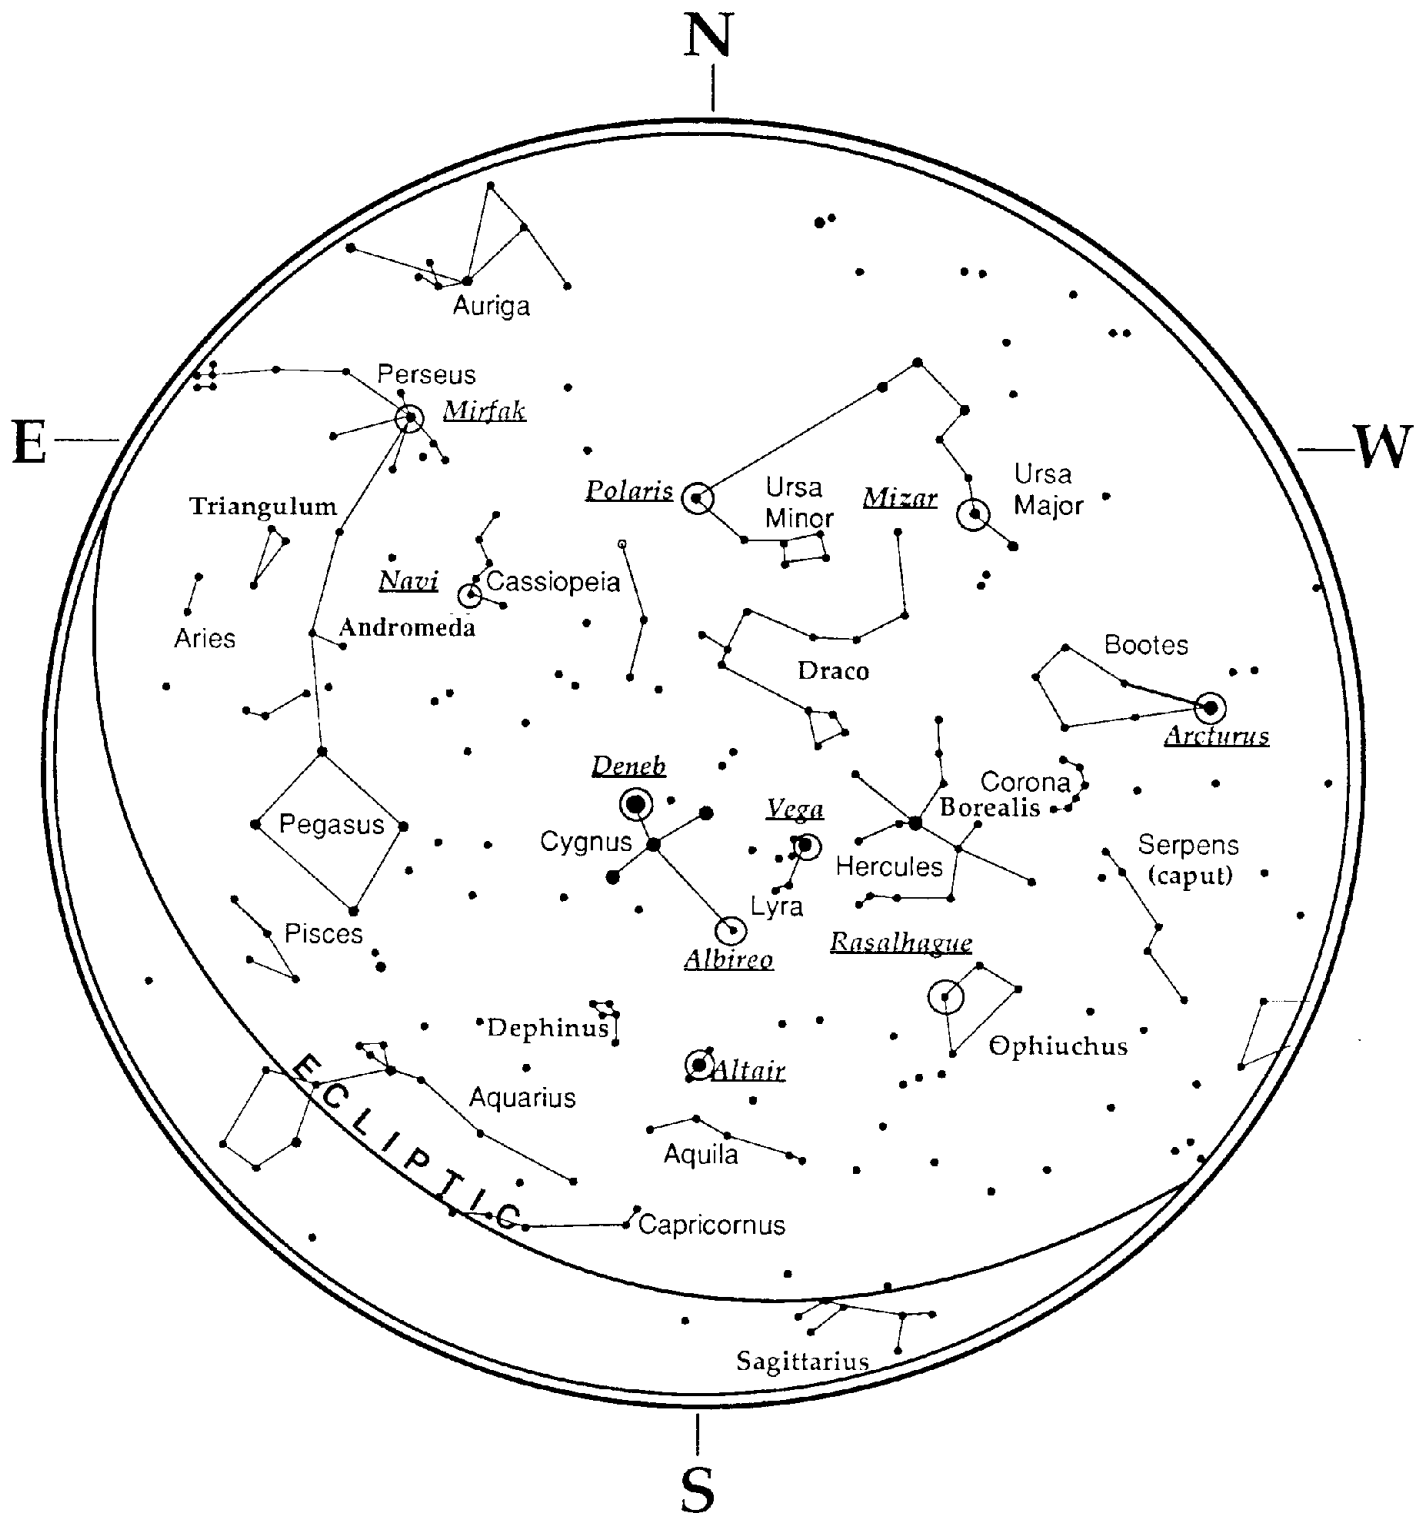 N
Auriga
Perseus
Mirfak
E
W
Triangulum
Polaris
Ursa
Minor
Mizar
Ursa
Major
Navi
Cassiopeia
Andromeda
Aries
Draco
Bootes
Arcturus
Deneb
Vega
Corona
Borealis
Pegasus
Cygnus
Hercules
Serpens
(caput)
Lyra
Pisces
Albireo
Rasalhague
Dephinus
Ophiuchus
Altair
Aquarius
ECLIPTIC
Aquila
Capricornus
Sagittarius
S